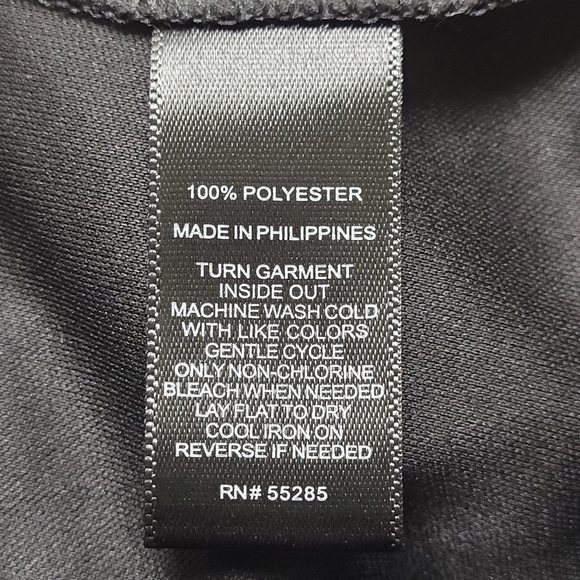 100% POLYESTER
MADE IN PHILIPPINES
TURN GARMENT
INSIDE OUT
MACHINE WASH COLD
WITH LIKE COLORS
GENTLE CYCLE
ONLY NON-CHLORINE
BLEACH WHEN NEEDED
LAY FLAT TO DRY
COOL IRON ON
REVERSE IF NEEDED
RN# 55285